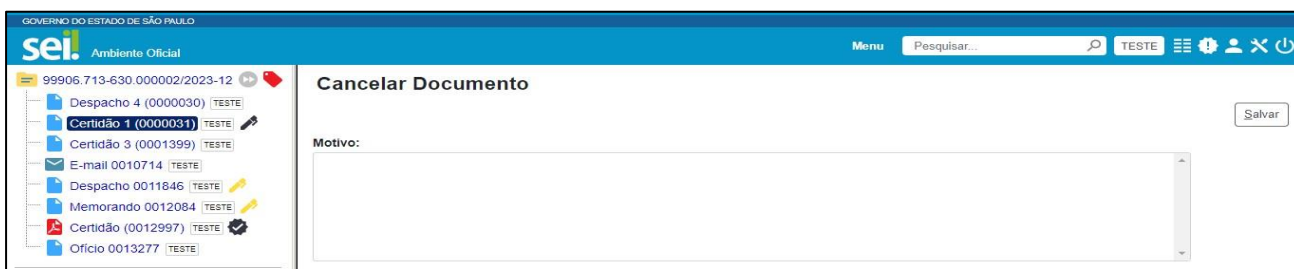 GOVERNO DO ESTADO DE SÃO PAULO
sei! Ambiente Oficial Menu Pesquisar... TESTE
99906.713-630.000002/2023-12
Despacho 4 (0000030) TESTE
Certidão 1 (0000031) TESTE
Certidão 3 (0001399) TESTE
E-mail 0010714 TESTE
Despacho 0011846 TESTE
Memorando 0012084 TESTE
Certidão (0012997) TESTE
Ofício 0013277 TESTE
Cancelar Documento
Salvar
Motivo: